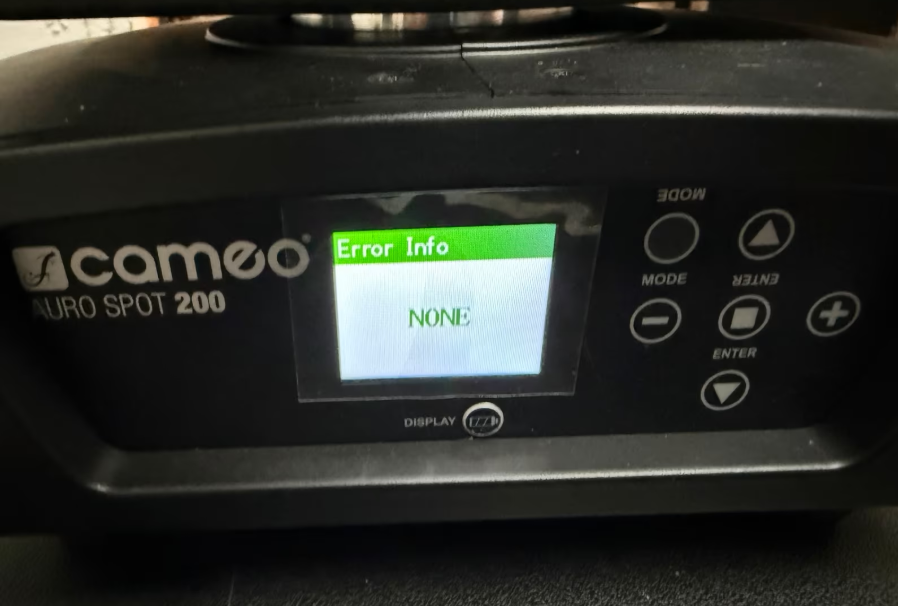 cameo®
AURO SPOT 200
Error Info
NONE
DISPLAY
MODE
MODE
ENTER
ENTER